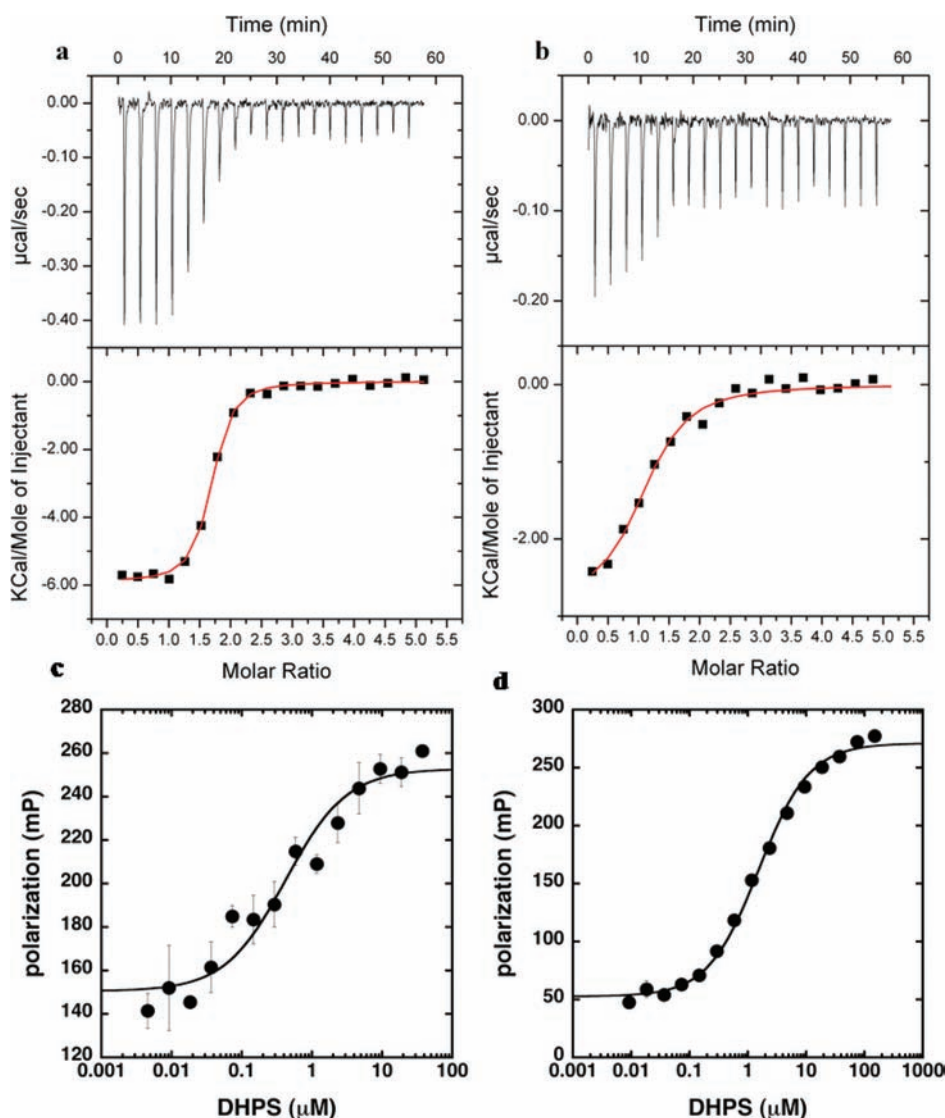 a
Time (min)
0 10 20 30 40 50 60
0.00
-0.10
-0.20
-0.30
-0.40
µcal/sec
0.00
-2.00
-4.00
-6.00
KCal/Mole of Injectant
0.0 0.5 1.0 1.5 2.0 2.5 3.0 3.5 4.0 4.5 5.0 5.5
Molar Ratio
b
Time (min)
0 10 20 30 40 50 60
0.00
-0.10
-0.20
µcal/sec
0.00
-2.00
KCal/Mole of Injectant
0.0 0.5 1.0 1.5 2.0 2.5 3.0 3.5 4.0 4.5 5.0 5.5
Molar Ratio
c
280
260
240
220
200
180
160
140
120
polarization (mP)
0.001 0.01 0.1 1 10 100
DHPS (µM)
d
300
250
200
150
100
50
0
polarization (mP)
0.001 0.01 0.1 1 10 100 1000
DHPS (µM)